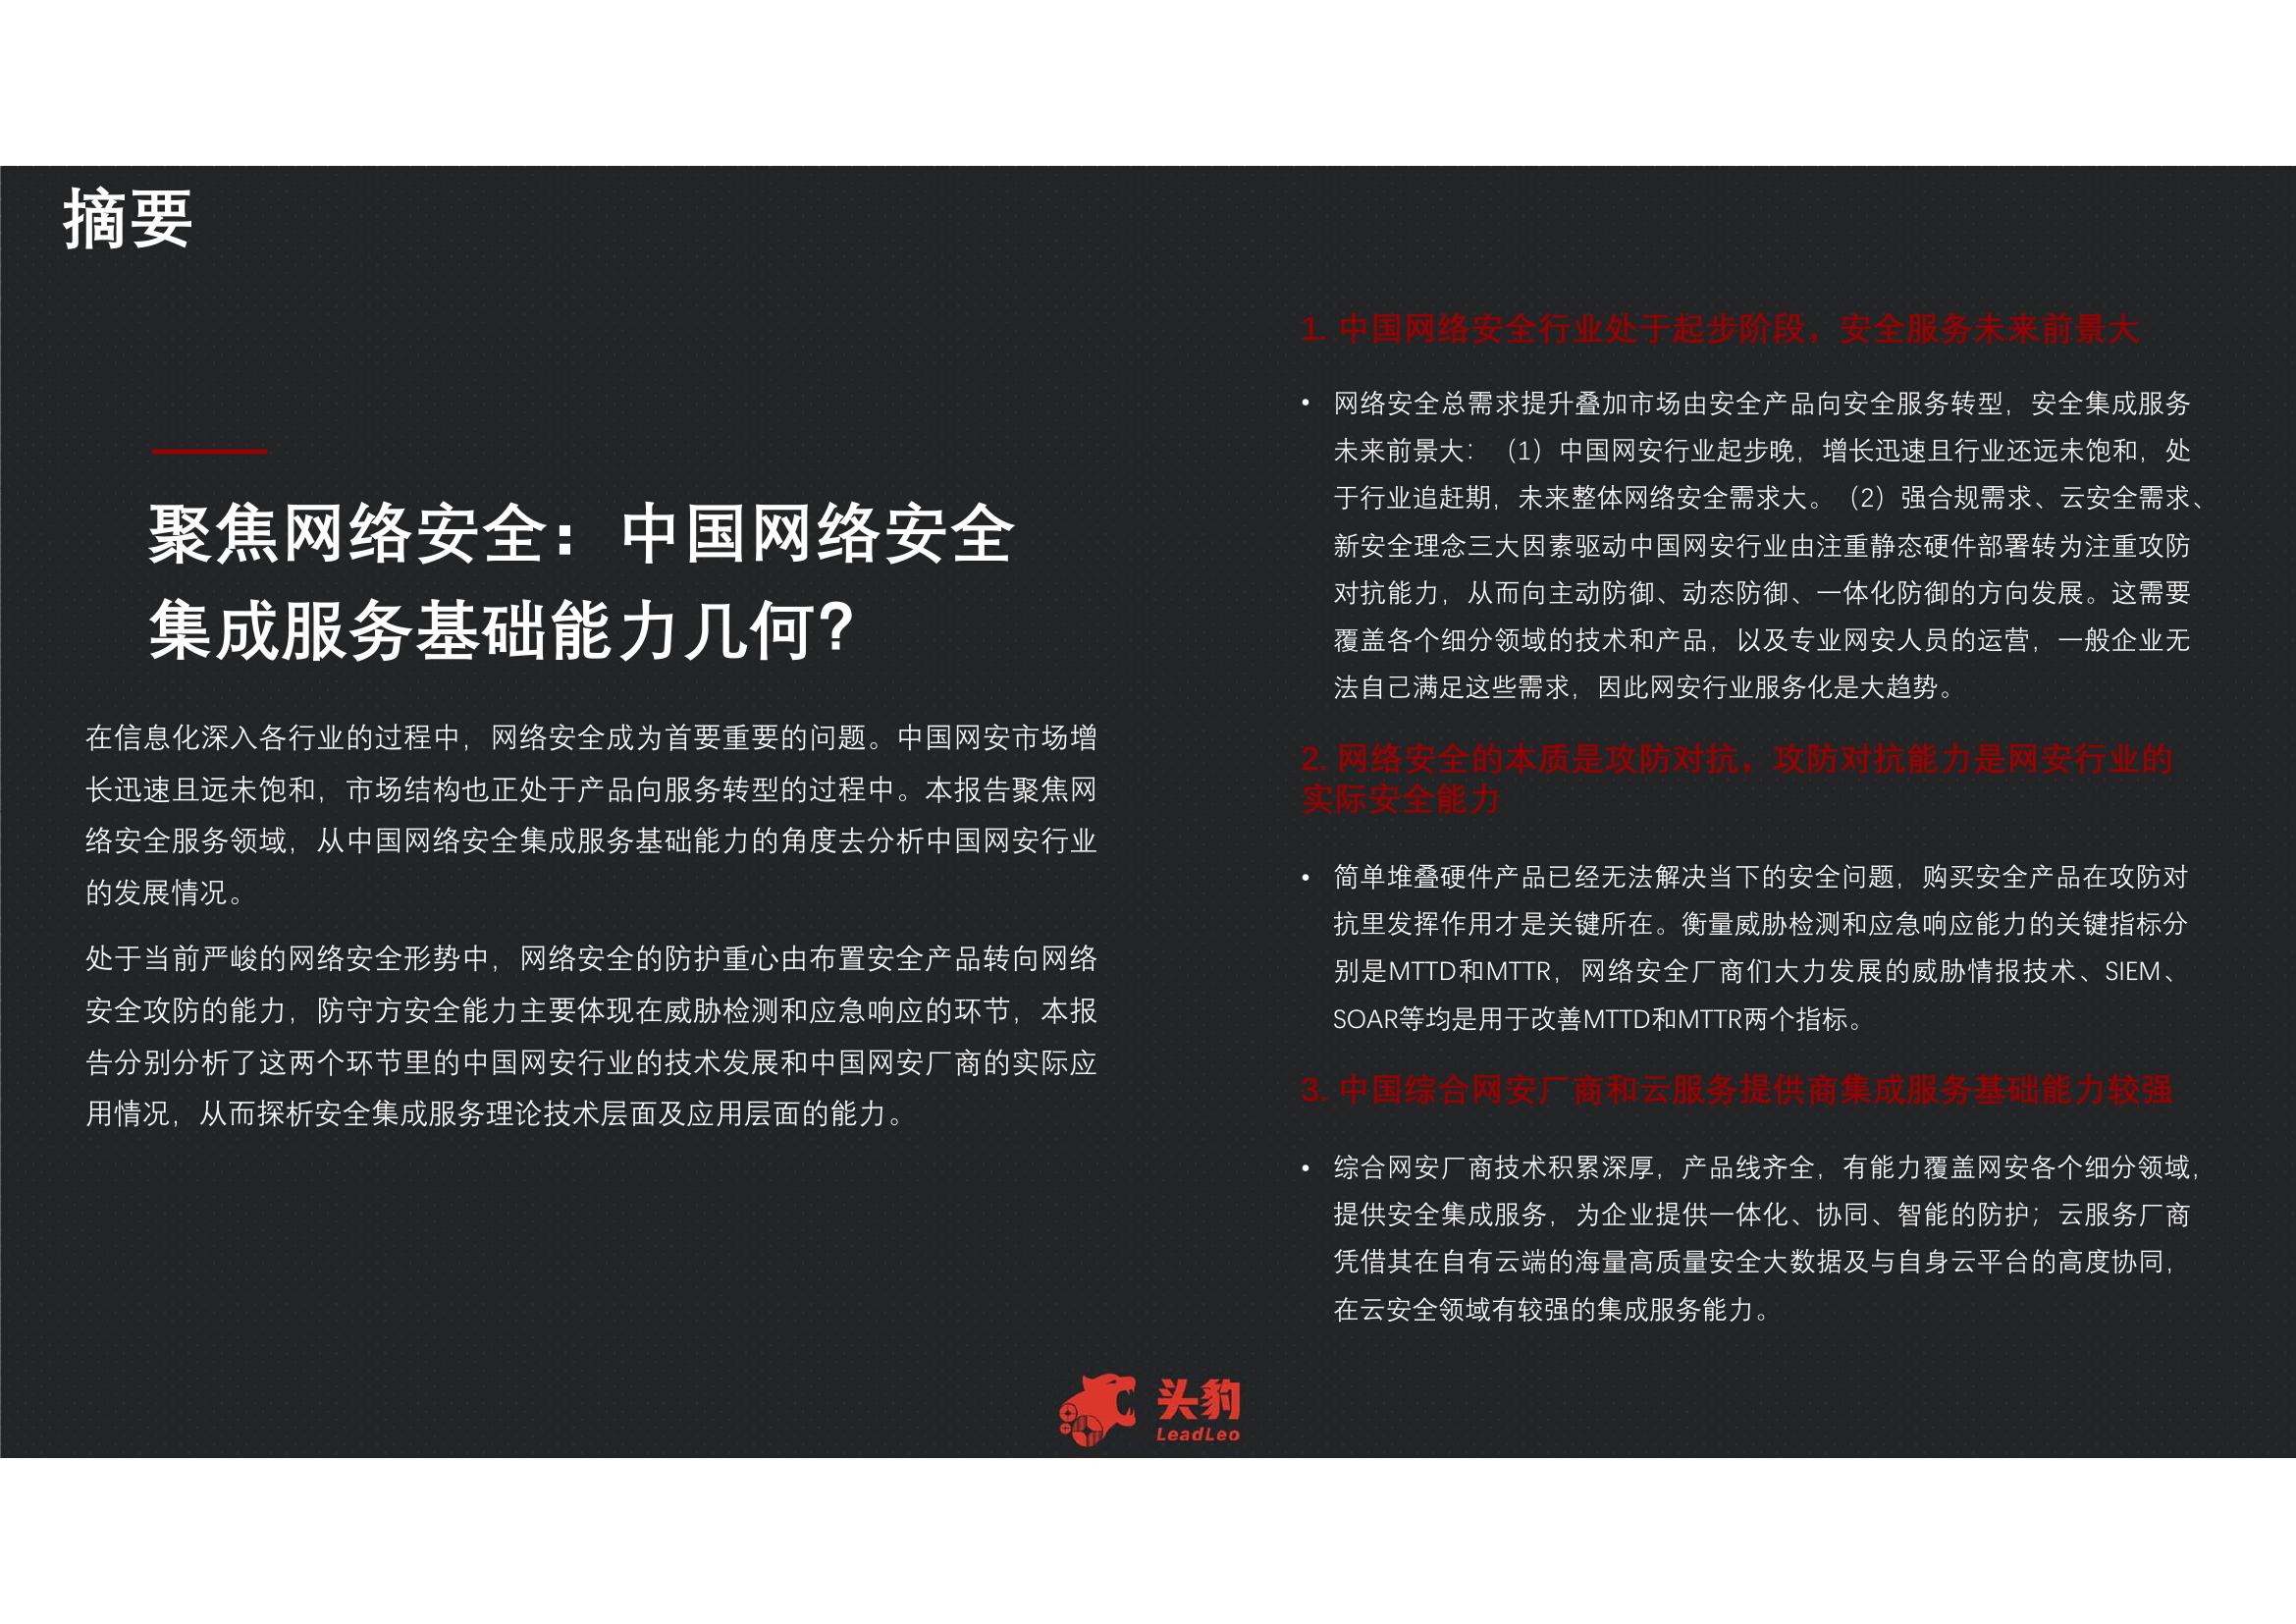 摘要
聚焦网络安全：中国网络安全
集成服务基础能力几何?
在信息化深入各行业的过程中，网络安全成为首要重要的问题。中国网安市场增
长迅速且远未饱和，市场结构也正处于产品向服务转型的过程中。本报告聚焦网
络安全服务领域，从中国网络安全集成服务基础能力的角度去分析中国网安行业
的发展情况。
处于当前严峻的网络安全形势中，网络安全的防护重心由布置安全产品转向网络
安全攻防的能力，防守方安全能力主要体现在威胁检测和应急响应的环节，本报
告分别分析了这两个环节里的中国网安行业的技术发展和中国网安厂商的实际应
用情况，从而探析安全集成服务理论技术层面及应用层面的能力。
1. 中国网络安全行业处于起步阶段，安全服务未来前景大
• 网络安全总需求提升叠加市场由安全产品向安全服务转型，安全集成服务
未来前景大：（1）中国网安行业起步晚，增长迅速且行业还远未饱和，处
于行业追赶期，未来整体网络安全需求大。（2）强合规需求、云安全需求、
新安全理念三大因素驱动中国网安行业由注重静态硬件部署转为注重攻防
对抗能力，从而向主动防御、动态防御、一体化防御的方向发展。这需要
覆盖各个细分领域的技术和产品，以及专业网安人员的运营，一般企业无
法自己满足这些需求，因此网安行业服务化是大趋势。
2. 网络安全的本质是攻防对抗，攻防对抗能力是网安行业的
实际安全能力
• 简单堆叠硬件产品已经无法解决当下的安全问题，购买安全产品在攻防对
抗里发挥作用才是关键所在。衡量威胁检测和应急响应能力的关键指标分
别是MTTD和MTTR，网络安全厂商们大力发展的威胁情报技术、SIEM、
SOAR等均是用于改善MTTD和MTTR两个指标。
3. 中国综合网安厂商和云服务提供商集成服务基础能力较强
• 综合网安厂商技术积累深厚，产品线齐全，有能力覆盖网安各个细分领域，
提供安全集成服务，为企业提供一体化、协同、智能的防护；云服务厂商
凭借其在自有云端的海量高质量安全大数据及与自身云平台的高度协同，
在云安全领域有较强的集成服务能力。
头豹
LeadLeo